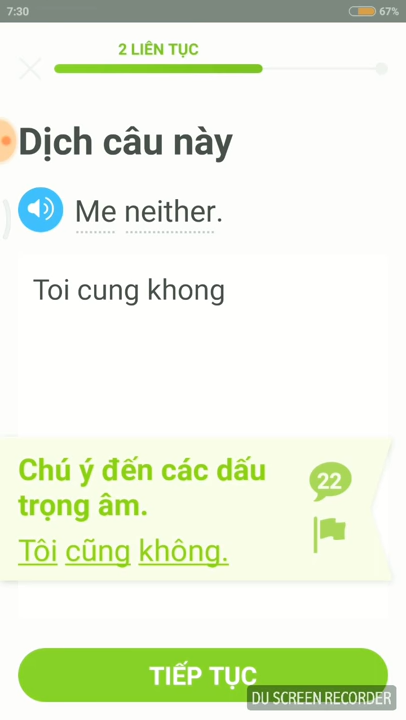 7:30
67%
2 LIÊN TỤC
Dịch câu này
Me neither.
Toi cung khong
Chú ý đến các dấu
trọng âm.
22
Tôi cũng không.
TIẾP TỤC
DU SCREEN RECORDER